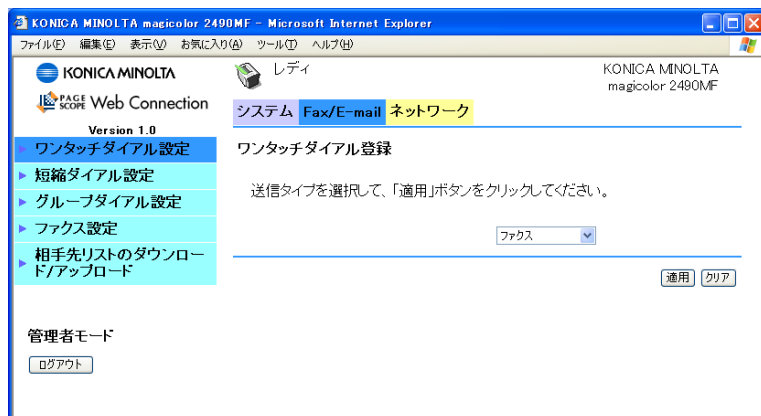 KONICA MINOLTA magicolor 2490MF - Microsoft Internet Explorer
ファイル(F) 編集(E) 表示(V) お気に入り(A) ツール(T) ヘルプ(H)
KONICA MINOLTA
PAGE SCOPE Web Connection
Version 1.0
レディ
KONICA MINOLTA
magicolor 2490MF
システム Fax/E-mail ネットワーク
ワンタッチダイアル設定
短縮ダイアル設定
グループダイアル設定
ファクス設定
相手先リストのダウンロー
ド/アップロード
管理者モード
ログアウト
ワンタッチダイアル登録
送信タイプを選択して、「適用」ボタンをクリックしてください。
ファクス
適用 クリア